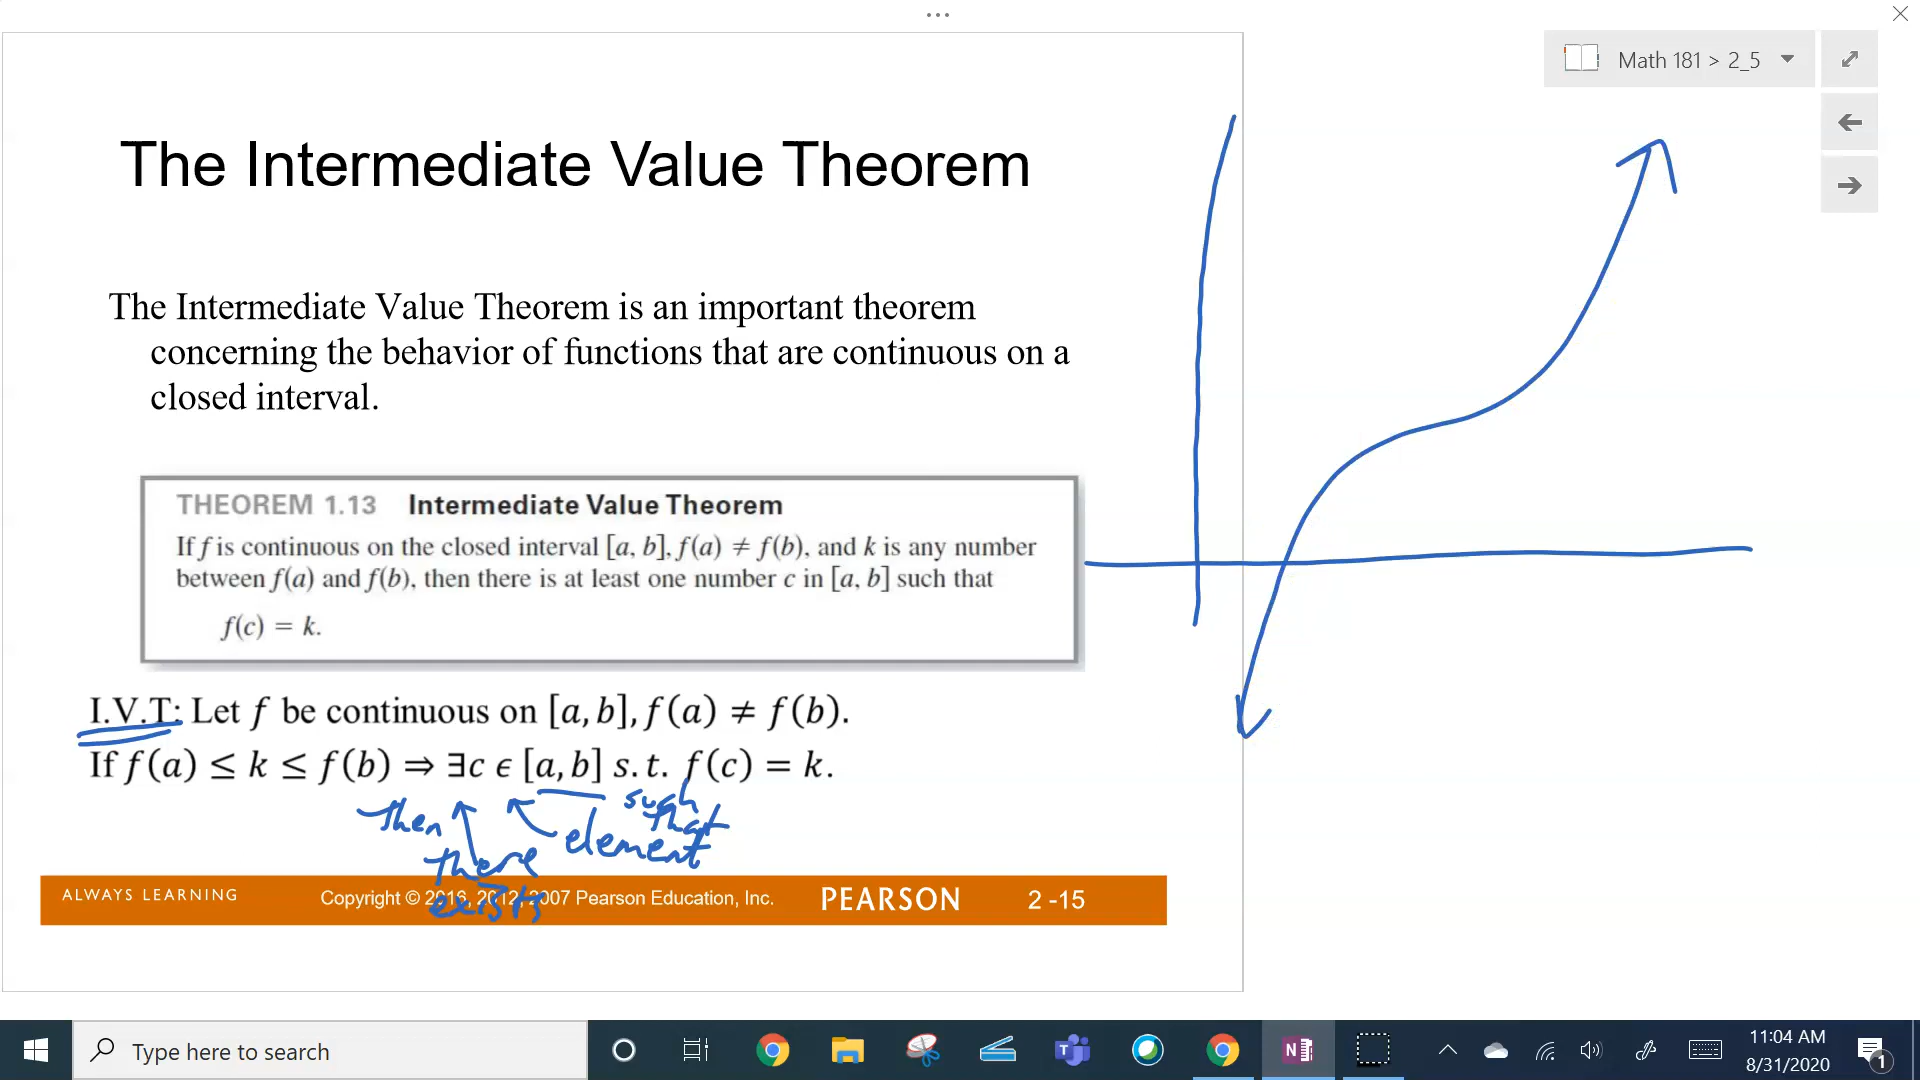 Math 181 > 2_5
The Intermediate Value Theorem
The Intermediate Value Theorem is an important theorem
concerning the behavior of functions that are continuous on a
closed interval.
THEOREM 1.13 Intermediate Value Theorem
If f is continuous on the closed interval [a, b], f(a) ≠ f(b), and k is any number
between f(a) and f(b), then there is at least one number c in [a, b] such that
f(c) = k.
I.V.T: Let f be continuous on [a, b], f(a) ≠ f(b).
If f(a) ≤ k ≤ f(b) ⇒ ∃c ϵ [a, b] s.t. f(c) = k.
then
there
exists
element
such
that
ALWAYS LEARNING
Copyright © 2016, 2012, 2007 Pearson Education, Inc.
PEARSON
2 -15
Type here to search
11:04 AM
8/31/2020
1